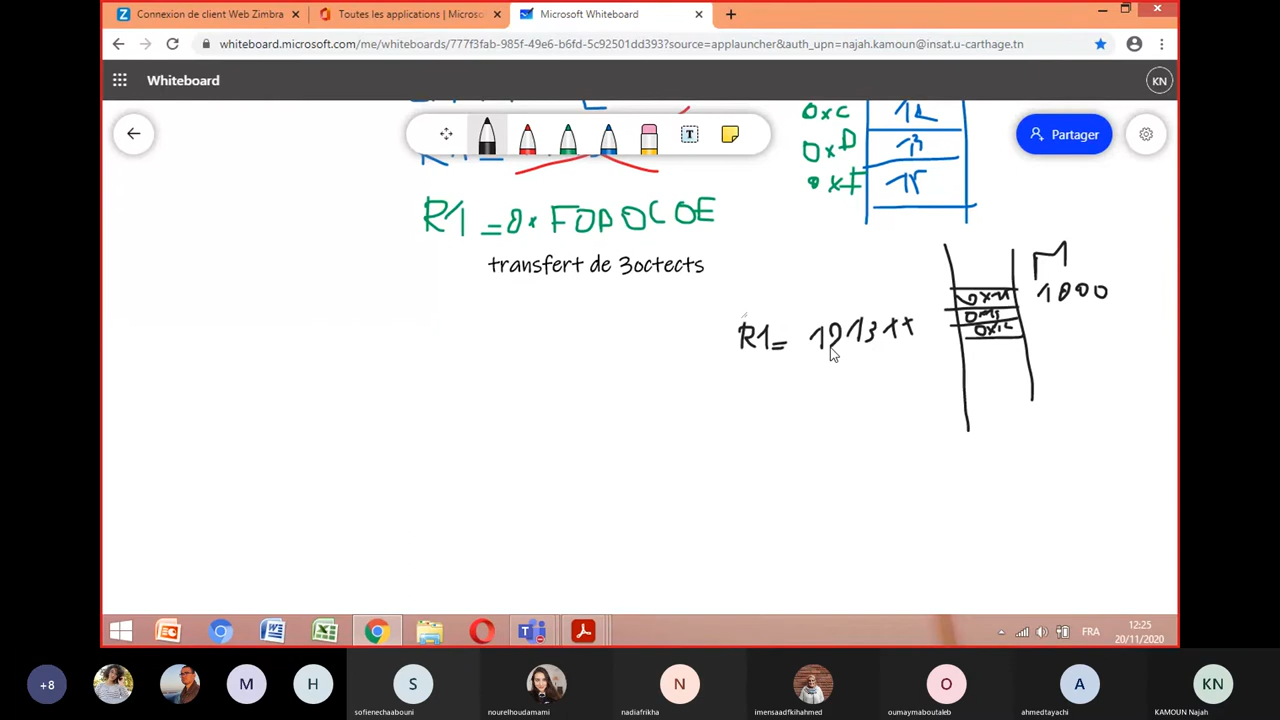 Connexion de client Web Zimbra
Toutes les applications | Microso
Microsoft Whiteboard
whiteboard.microsoft.com/me/whiteboards/777f3fab-985f-49e6-b6fd-5c92501dd393?source=applauncher&auth_upn=najah.kamoun@insat.u-carthage.tn
Whiteboard
KN
Partager
0xC
0xD 13
0xF
R1 = 0x F0D0C0E
transfert de 3octects
M
1000
R1= 1213xx
12:25
FRA
20/11/2020
+8
M
H
S
N
O
A
KN
sofienechaabouni
nourelhoudamami
nadiafrikha
imensaadfkihahmed
oumaymaboutaleb
ahmedtayachi
KAMOUN Najah